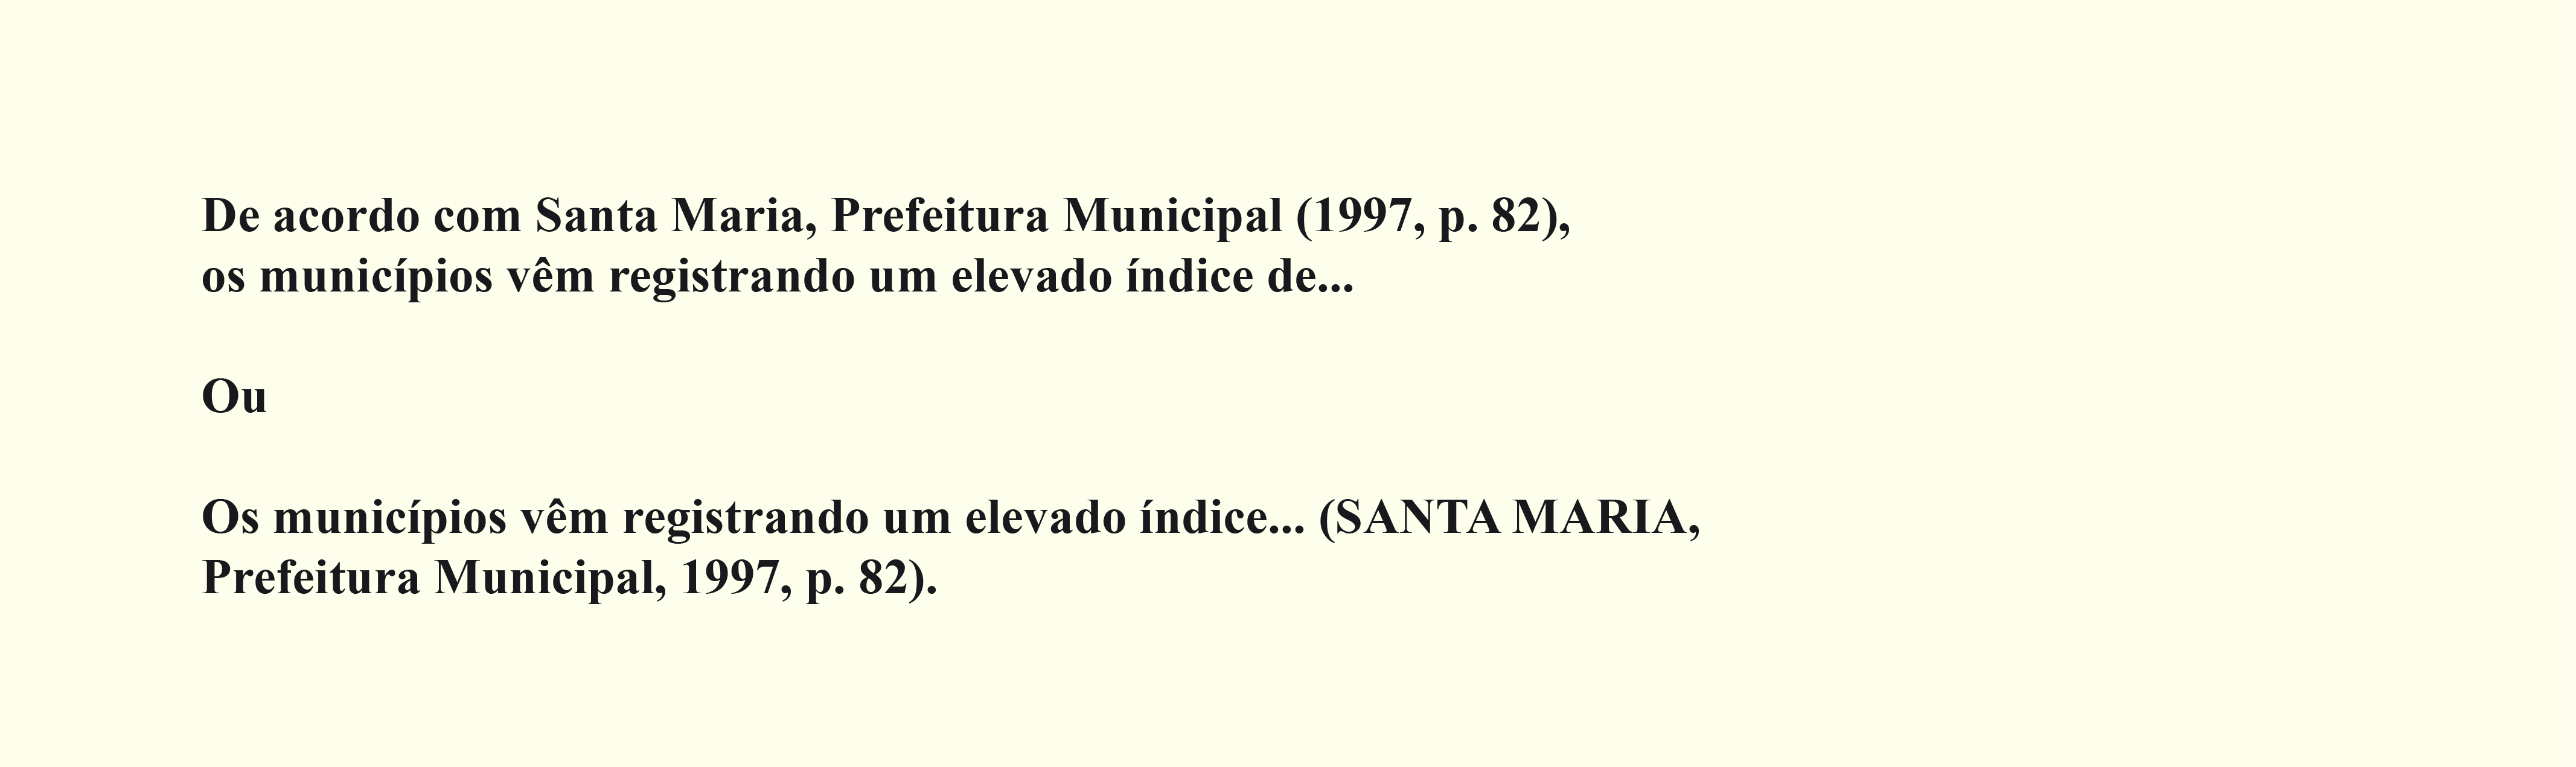 De acordo com Santa Maria, Prefeitura Municipal (1997, p. 82),
os municípios vêm registrando um elevado índice de...
Ou
Os municípios vêm registrando um elevado índice... (SANTA MARIA,
Prefeitura Municipal, 1997, p. 82).